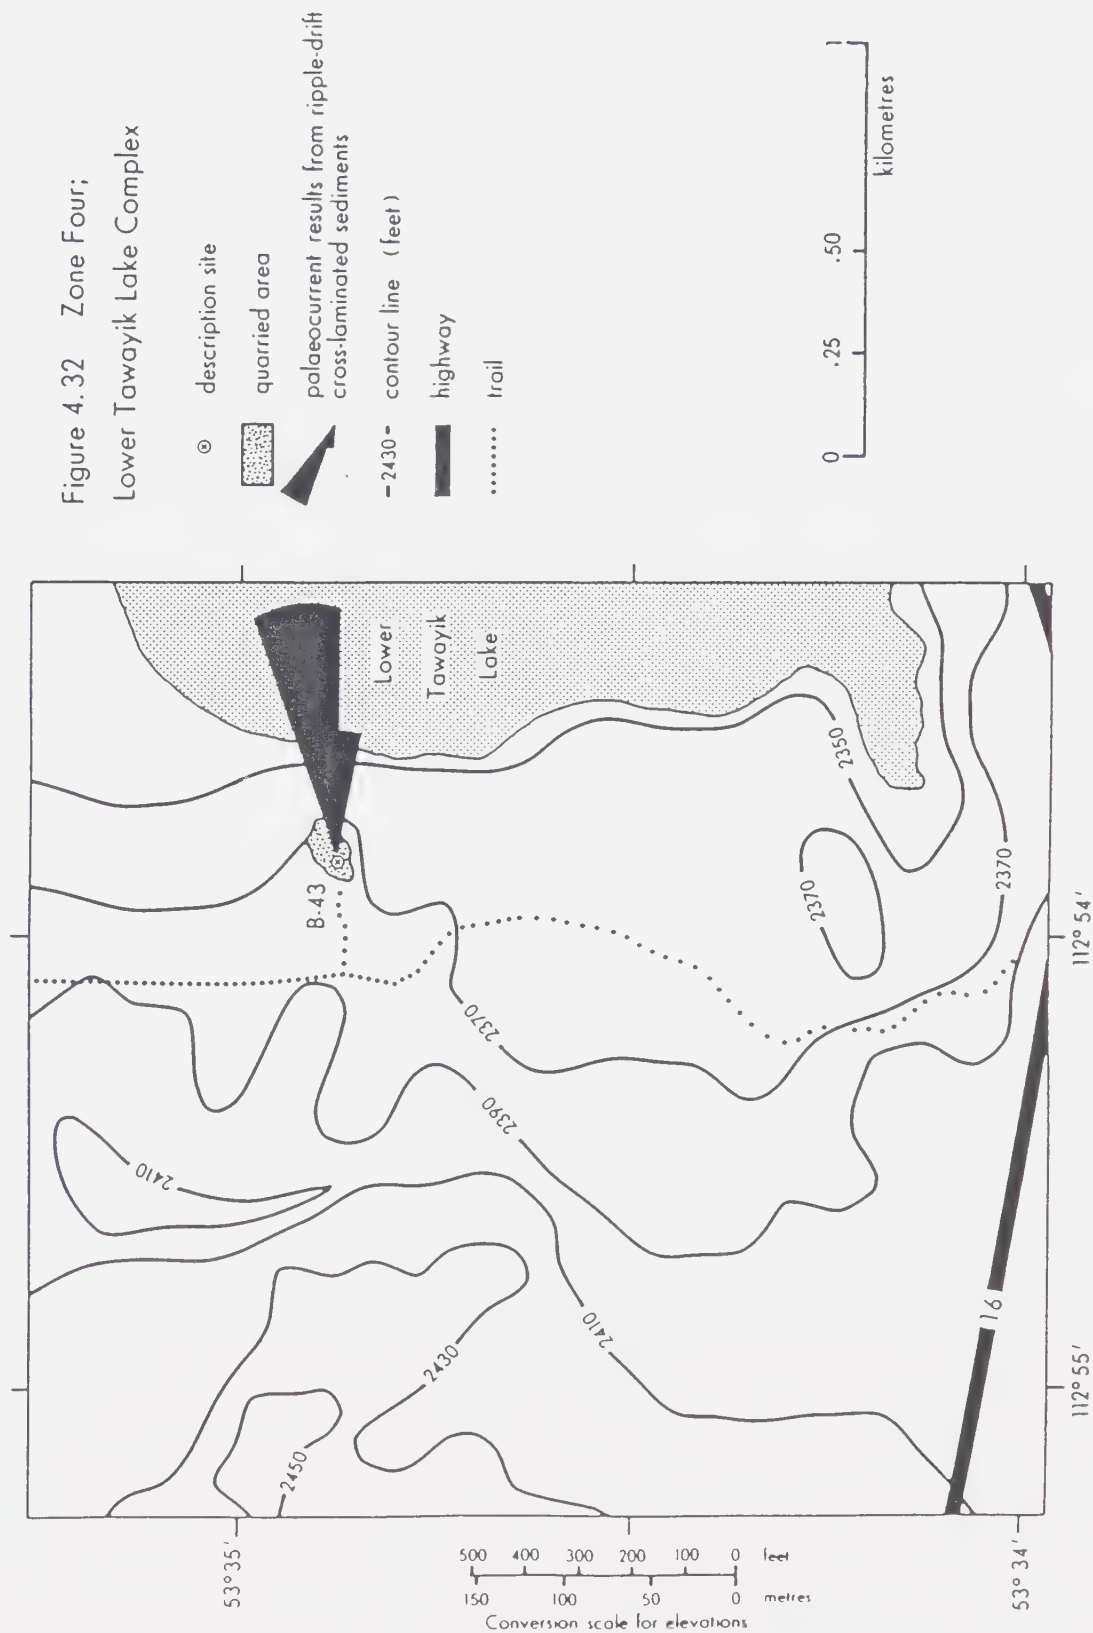 Figure 4.32 Zone Four;
Lower Tawayik Lake Complex
description site
quarried area
palaeocurrent results from ripple-drift
cross-laminated sediments
-2430- contour line (feet)
highway
trail
0 .25 .50 1
kilometres
Lower
Tawayik
Lake
B-43
2350
2370
2370
2370
2390
2410
2410
2430
2450
16
112° 54'
112° 55'
53° 35'
53° 34'
500 400 300 200 100 0 feet
150 100 50 0 metres
Conversion scale for elevations